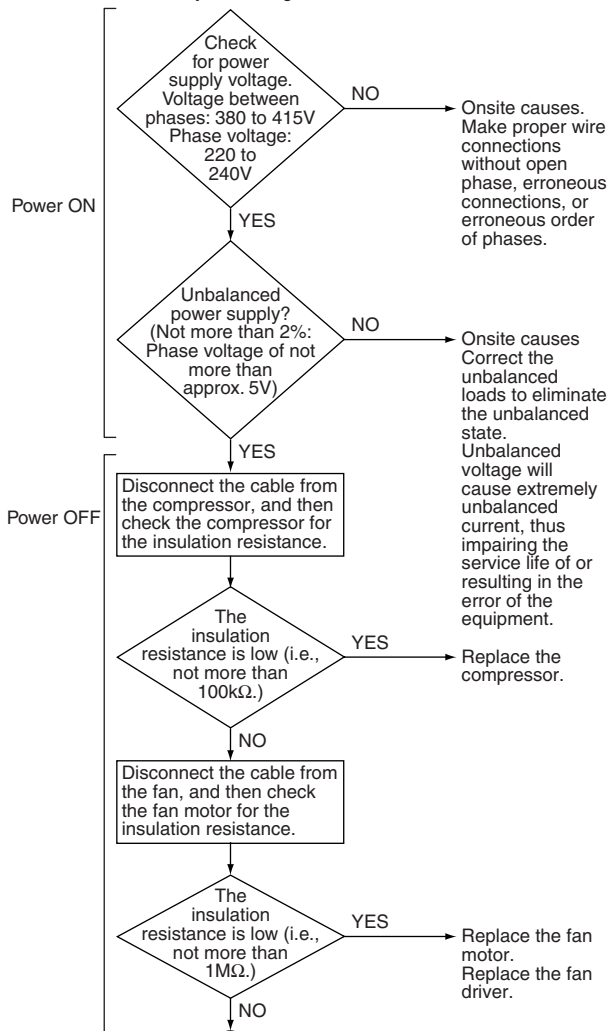 Check
for power
supply voltage.
Voltage between
phases: 380 to 415V
Phase voltage:
220 to
240V
NO
Onsite causes.
Make proper wire
connections
without open
phase, erroneous
connections, or
erroneous order
of phases.
Power ON
YES
Unbalanced
power supply?
(Not more than 2%:
Phase voltage of not
more than
approx. 5V)
NO
Onsite causes
Correct the
unbalanced
loads to eliminate
the unbalanced
state.
Unbalanced
voltage will
cause extremely
unbalanced
current, thus
impairing the
service life of or
resulting in the
error of the
equipment.
YES
Power OFF
Disconnect the cable from
the compressor, and then
check the compressor for
the insulation resistance.
The
insulation
resistance is low (i.e.,
not more than
100kΩ.)
YES
Replace the
compressor.
NO
Disconnect the cable from
the fan, and then check
the fan motor for the
insulation resistance.
The
insulation
resistance is low (i.e.,
not more than
1MΩ.)
YES
Replace the fan
motor.
Replace the fan
driver.
NO